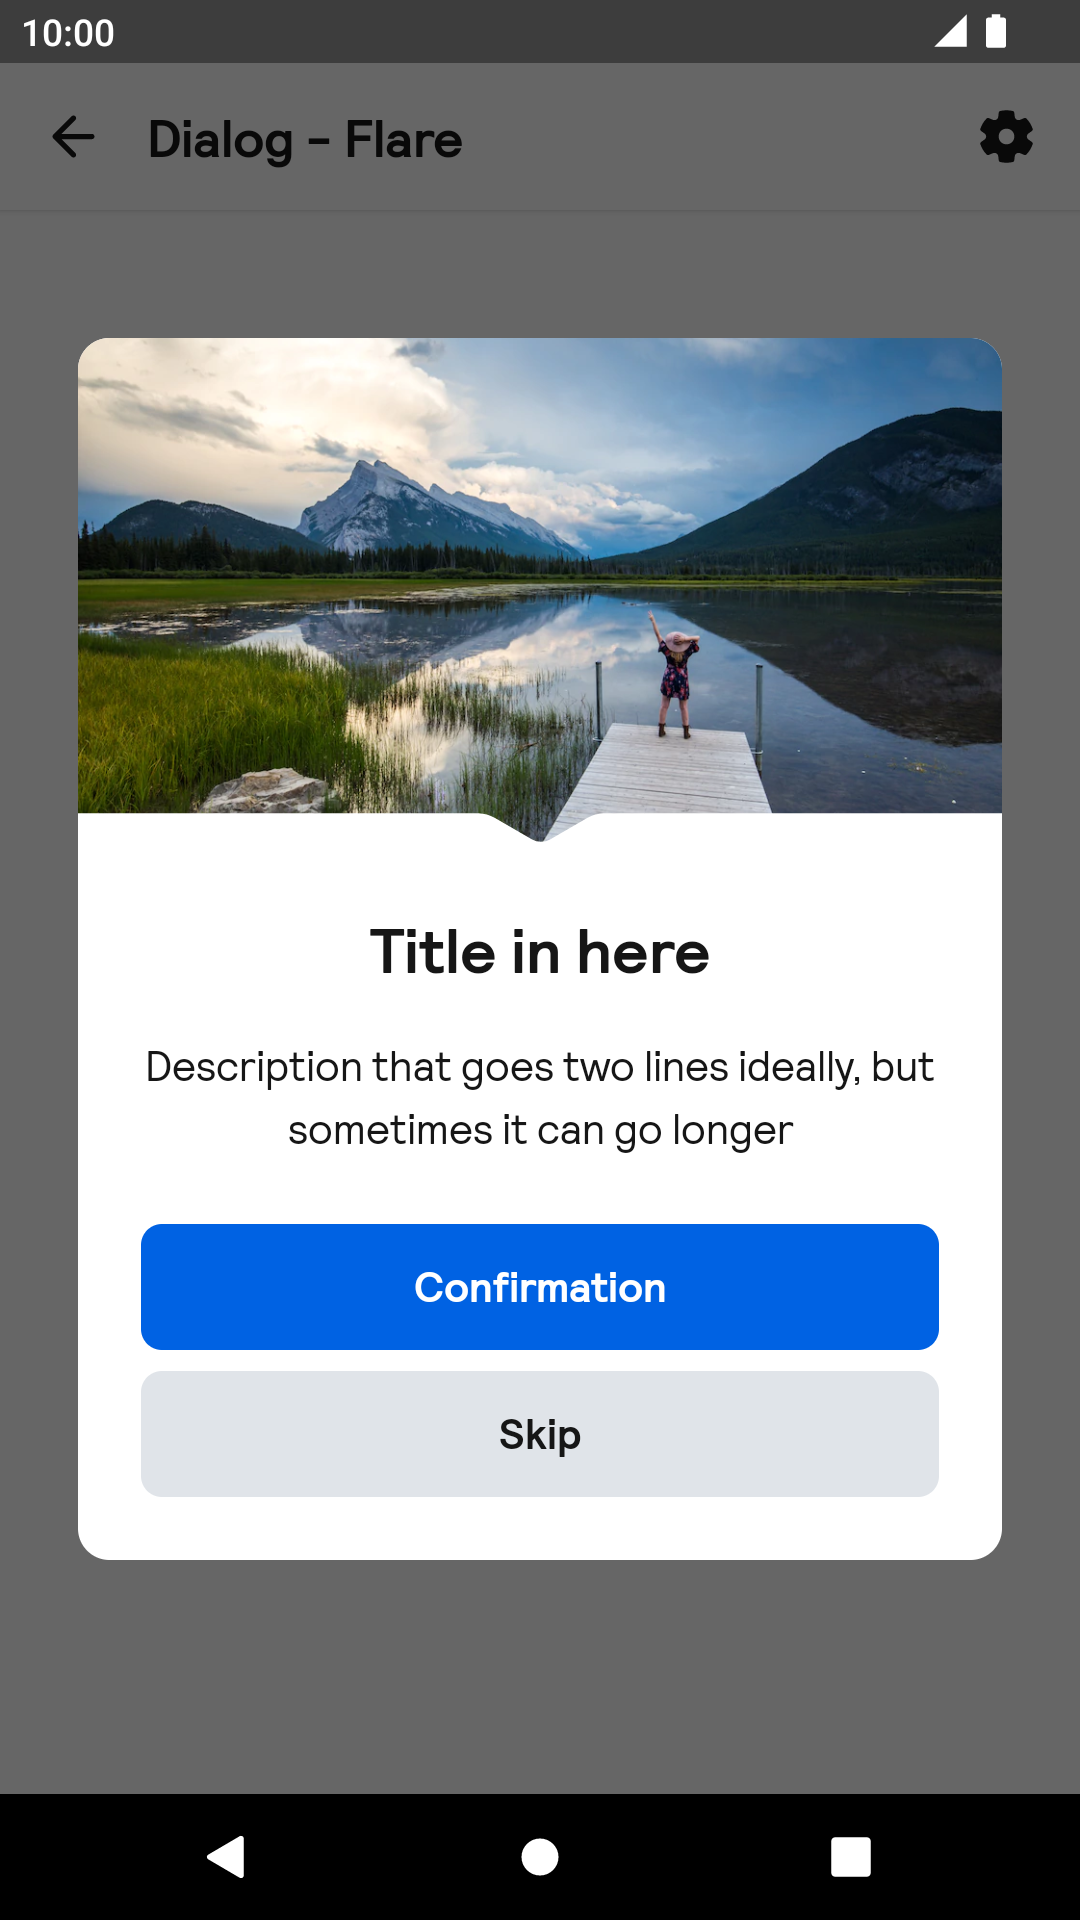 10:00
Dialog - Flare
Title in here
Description that goes two lines ideally, but
sometimes it can go longer
Confirmation
Skip